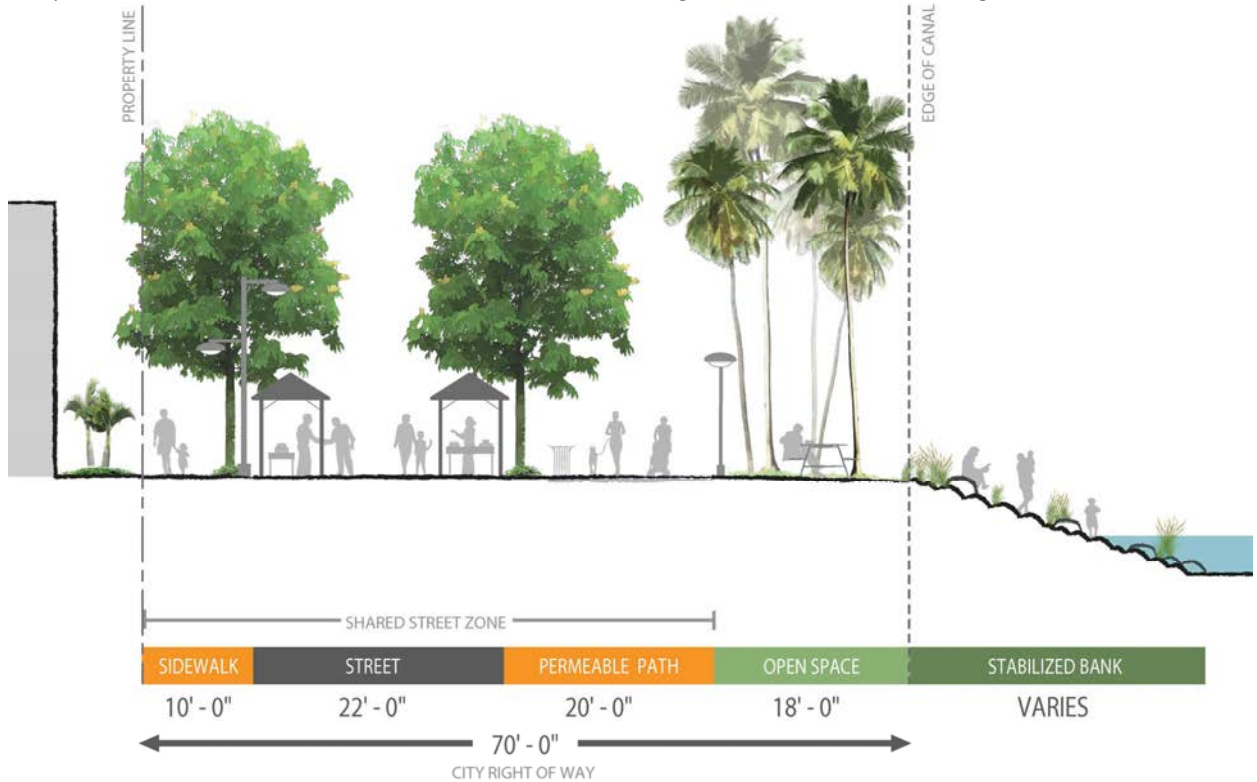 PROPERTY LINE
EDGE OF CANAL
SHARED STREET ZONE
SIDEWALK
STREET
PERMEABLE PATH
OPEN SPACE
STABILIZED BANK
10' - 0"
22' - 0"
20' - 0"
18' - 0"
VARIES
70' - 0"
CITY RIGHT OF WAY